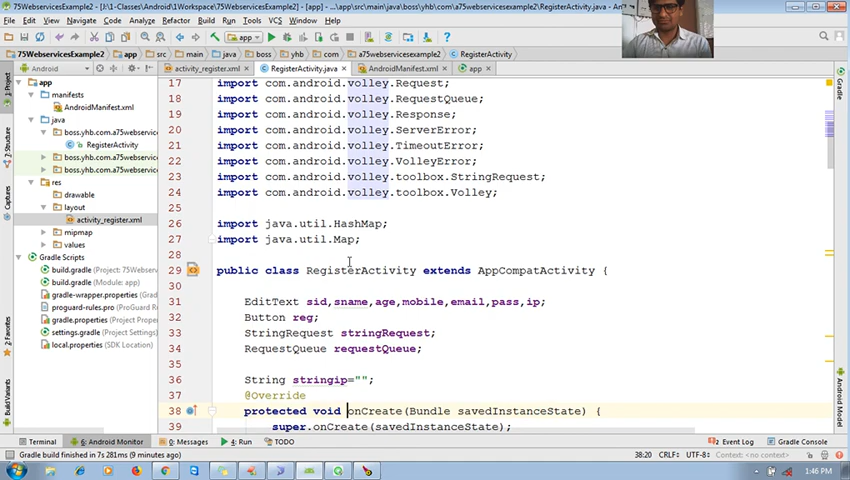 75WebservicesExample2 - [J:\1-Classes\Android\1Workspace\75WebservicesExample2] - [app] - ...\app\src\main\java\boss\yhb\com\a75webservicesexample2\RegisterActivity.java - An
File Edit View Navigate Code Analyze Refactor Build Run Tools VCS Window Help
app
75WebservicesExample2 app src main java boss yhb com a75webservicesexample2 RegisterActivity
Android
activity_register.xml RegisterActivity.java AndroidManifest.xml app
app
manifests
AndroidManifest.xml
java
boss.yhb.com.a75webservice
RegisterActivity
boss.yhb.com.a75webservice
boss.yhb.com.a75webservice
res
drawable
layout
activity_register.xml
mipmap
values
Gradle Scripts
build.gradle (Project: 75Web
build.gradle (Module: app)
gradle-wrapper.properties (
proguard-rules.pro (ProGuard
gradle.properties (Project P
settings.gradle (Project Set
local.properties (SDK Locati
1: Project
7: Structure
Captures
2: Favorites
Build Variants
Gradle
17 import com.android.volley.Request;
18 import com.android.volley.RequestQueue;
19 import com.android.volley.Response;
20 import com.android.volley.ServerError;
21 import com.android.volley.TimeoutError;
22 import com.android.volley.VolleyError;
23 import com.android.volley.toolbox.StringRequest;
24 import com.android.volley.toolbox.Volley;
25
26 import java.util.HashMap;
27 import java.util.Map;
28
29 public class RegisterActivity extends AppCompatActivity {
30
31 EditText sid,sname,age,mobile,email,pass,ip;
32 Button reg;
33 StringRequest stringRequest;
34 RequestQueue requestQueue;
35
36 String stringip="";
37 @Override
38 protected void onCreate(Bundle savedInstanceState) {
39 super.onCreate(savedInstanceState);
Terminal 6: Android Monitor 0: Messages 4: Run TODO Event Log Gradle Console
Gradle build finished in 7s 281ms (9 minutes ago) 38:20 CRLF÷ UTF-8÷ Context: <no context>
1:46 PM